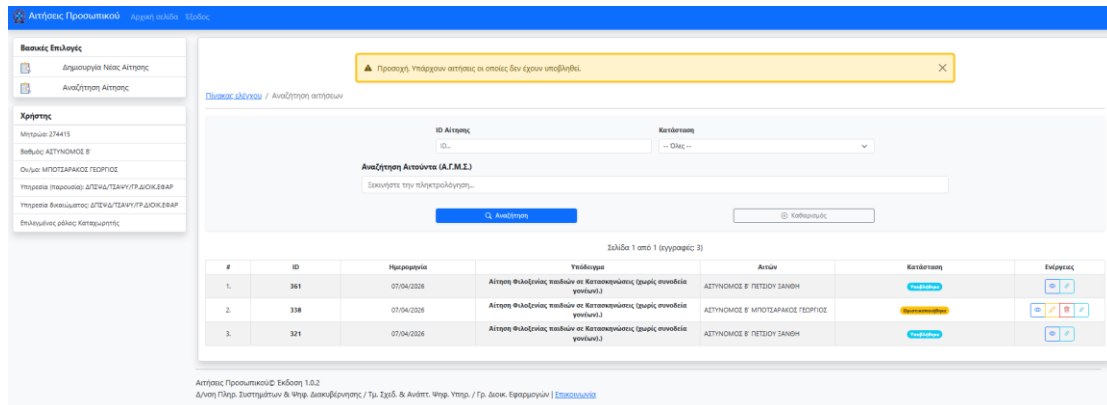 Αιτήσεις Προσωπικού Αρχική σελίδα Έξοδος
Βασικές Επιλογές
Δημιουργία Νέας Αίτησης
Αναζήτηση Αίτησης
Χρήστης
Μητρώο: 274415
Βαθμός: ΑΣΤΥΝΟΜΟΣ Β'
Ον/μο: ΜΠΟΤΣΑΡΑΚΟΣ ΓΕΩΡΓΙΟΣ
Υπηρεσία (παρουσία): ΔΠΣΨΔ/ΤΣΑΨΥ/ΓΡ.ΔΙΟΙΚ.ΕΦΑΡ
Υπηρεσία δικαιώματος: ΔΠΣΨΔ/ΤΣΑΨΥ/ΓΡ.ΔΙΟΙΚ.ΕΦΑΡ
Επιλεγμένος ρόλος: Καταχωρητής
Προσοχή. Υπάρχουν αιτήσεις οι οποίες δεν έχουν υποβληθεί.
Πίνακας ελέγχου / Αναζήτηση αιτήσεων
ID Αίτησης Κατάσταση
ID... -- Όλες --
Αναζήτηση Αιτούντα (Α.Γ.Μ.Σ.)
Ξεκινήστε την πληκτρολόγηση...
Αναζήτηση Καθαρισμός
Σελίδα 1 από 1 (εγγραφές: 3)
# ID Ημερομηνία Υπόδειγμα Αιτών Κατάσταση Ενέργειες
1. 361 07/04/2026 Αίτηση Φιλοξενίας παιδιών σε Κατασκηνώσεις (χωρίς συνοδεία γονέων).) ΑΣΤΥΝΟΜΟΣ Β' ΠΕΤΣΙΟΥ ΞΑΝΘΗ Υποβλήθηκε
2. 338 07/04/2026 Αίτηση Φιλοξενίας παιδιών σε Κατασκηνώσεις (χωρίς συνοδεία γονέων).) ΑΣΤΥΝΟΜΟΣ Β' ΜΠΟΤΣΑΡΑΚΟΣ ΓΕΩΡΓΙΟΣ Οριστικοποιήθηκε
3. 321 07/04/2026 Αίτηση Φιλοξενίας παιδιών σε Κατασκηνώσεις (χωρίς συνοδεία γονέων).) ΑΣΤΥΝΟΜΟΣ Β' ΠΕΤΣΙΟΥ ΞΑΝΘΗ Υποβλήθηκε
Αιτήσεις Προσωπικού© Έκδοση 1.0.2
Δ/νση Πληρ. Συστημάτων & Ψηφ. Διακυβέρνησης / Τμ. Σχεδ. & Ανάπτ. Ψηφ. Υπηρ. / Γρ. Διοικ. Εφαρμογών | Επικοινωνία